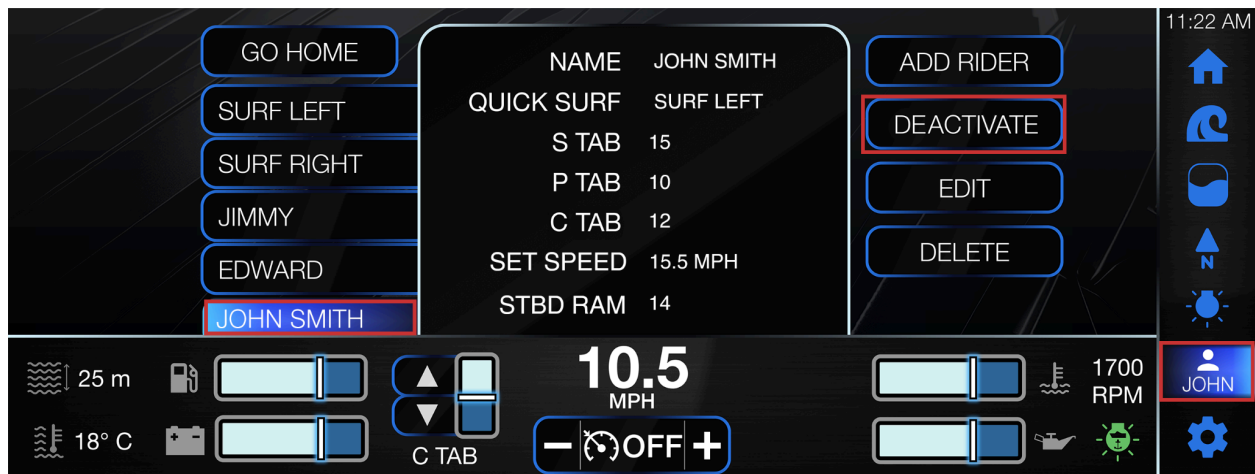 11:22 AM
GO HOME
SURF LEFT
SURF RIGHT
JIMMY
EDWARD
JOHN SMITH
NAME JOHN SMITH
QUICK SURF SURF LEFT
S TAB 15
P TAB 10
C TAB 12
SET SPEED 15.5 MPH
STBD RAM 14
ADD RIDER
DEACTIVATE
EDIT
DELETE
N
JOHN
25 m
18° C
C TAB
10.5
MPH
OFF
1700
RPM